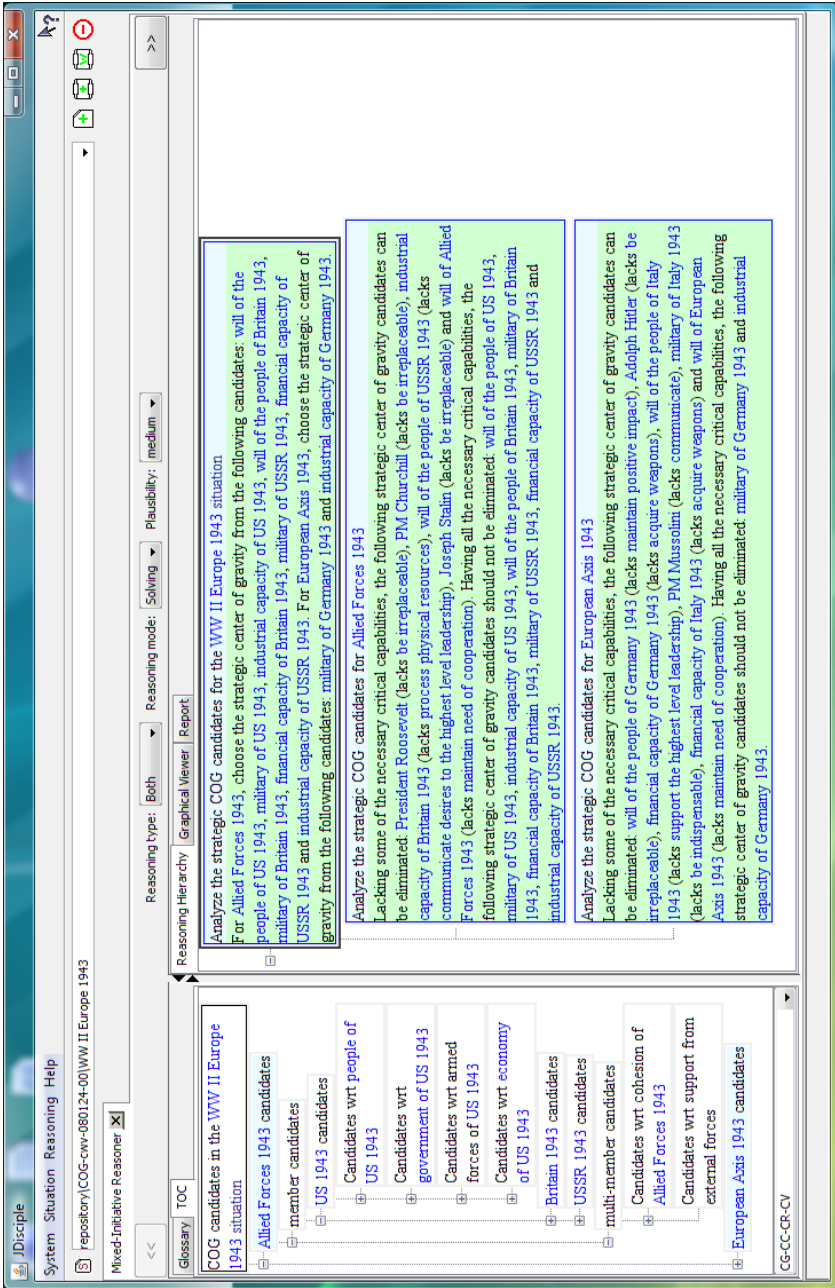 JDisciple
System Situation Reasoning Help
repository\COG-cwv-080124-00\WW II Europe 1943
Mixed-Initiative Reasoner
<<
Reasoning type: Both
Reasoning mode: Solving
Plausibility: medium
>>
Glossary TOC
COG candidates in the WW II Europe
1943 situation
Allied Forces 1943 candidates
member candidates
US 1943 candidates
Candidates wrt people of
US 1943
Candidates wrt
government of US 1943
Candidates wrt armed
forces of US 1943
Candidates wrt economy
of US 1943
Britain 1943 candidates
USSR 1943 candidates
multi-member candidates
Candidates wrt cohesion of
Allied Forces 1943
Candidates wrt support from
external forces
European Axis 1943 candidates
CG-CC-CR-CV
Reasoning Hierarchy Graphical Viewer Report
Analyze the strategic COG candidates for the WW II Europe 1943 situation
For Allied Forces 1943, choose the strategic center of gravity from the following candidates: will of the
people of US 1943, military of US 1943, industrial capacity of US 1943, will of the people of Britain 1943,
military of Britain 1943, financial capacity of Britain 1943, military of USSR 1943, financial capacity of
USSR 1943 and industrial capacity of USSR 1943. For European Axis 1943, choose the strategic center of
gravity from the following candidates: military of Germany 1943 and industrial capacity of Germany 1943.
Analyze the strategic COG candidates for Allied Forces 1943
Lacking some of the necessary critical capabilities, the following strategic center of gravity candidates can
be eliminated: President Roosevelt (lacks be irreplaceable), PM Churchill (lacks be irreplaceable), industrial
capacity of Britain 1943 (lacks process physical resources), will of the people of USSR 1943 (lacks
communicate desires to the highest level leadership), Joseph Stalin (lacks be irreplaceable) and will of Allied
Forces 1943 (lacks maintain need of cooperation). Having all the necessary critical capabilities, the
following strategic center of gravity candidates should not be eliminated: will of the people of US 1943,
military of US 1943, industrial capacity of US 1943, will of the people of Britain 1943, military of Britain
1943, financial capacity of Britain 1943, military of USSR 1943, financial capacity of USSR 1943 and
industrial capacity of USSR 1943.
Analyze the strategic COG candidates for European Axis 1943
Lacking some of the necessary critical capabilities, the following strategic center of gravity candidates can
be eliminated: will of the people of Germany 1943 (lacks maintain positive impact), Adolph Hitler (lacks be
irreplaceable), financial capacity of Germany 1943 (lacks acquire weapons), will of the people of Italy
1943 (lacks support the highest level leadership), PM Mussolini (lacks communicate), military of Italy 1943
(lacks be indispensable), financial capacity of Italy 1943 (lacks acquire weapons) and will of European
Axis 1943 (lacks maintain need of cooperation). Having all the necessary critical capabilities, the following
strategic center of gravity candidates should not be eliminated: military of Germany 1943 and industrial
capacity of Germany 1943.